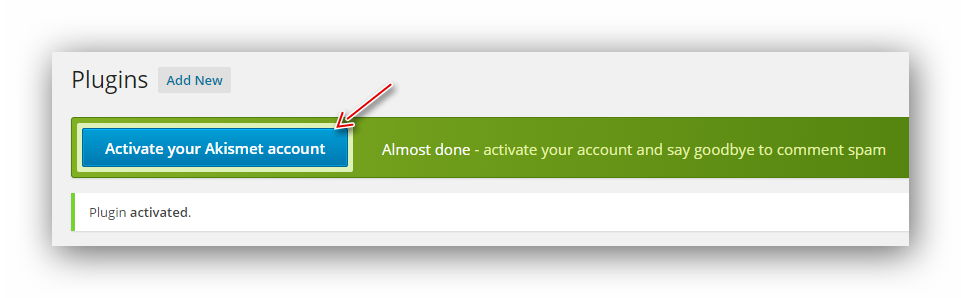 Plugins Add New
Activate your Akismet account Almost done - activate your account and say goodbye to comment spam
Plugin activated.